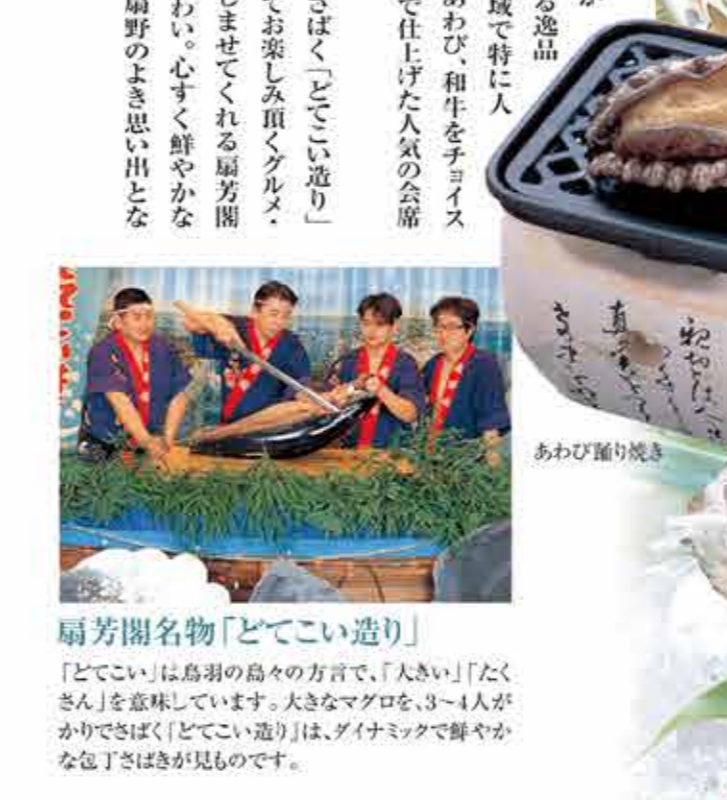 が
る逸品
域で特に人
あわび、和牛をチョイス
で仕上げた人気の会席
さばく「どてこい造り」
てお楽しみ頂くグルメ・
しませてくれる扇芳閣
わい。心すく鮮やかな
扇野のよき思い出とな
あわび踊り焼き
扇芳閣名物「どてこい造り」
「どてこい」は鳥羽の島々の方言で、「大きい」「たく
さん」を意味しています。大きなマグロを、3〜4人が
かりでさばく「どてこい造り」は、ダイナミックで鮮やか
な包丁さばきが見ものです。